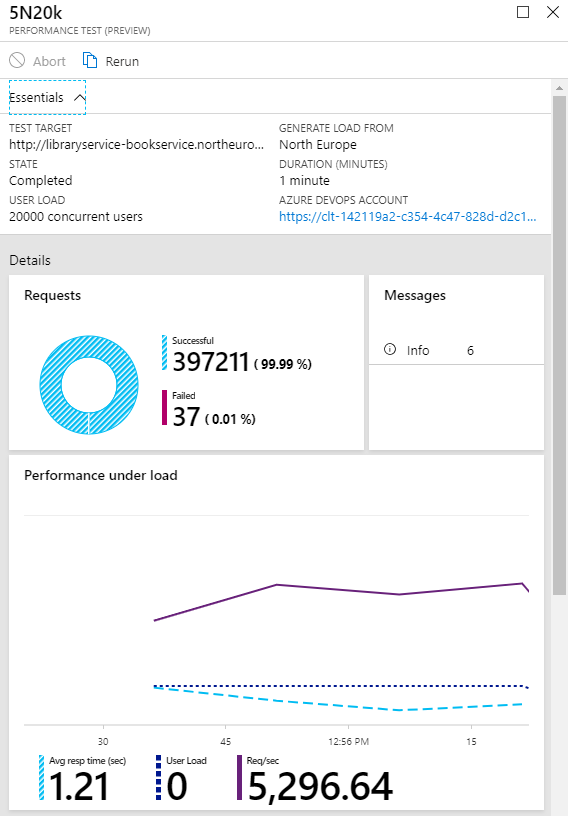 5N20k
PERFORMANCE TEST (PREVIEW)
Abort Rerun
Essentials
TEST TARGET
http://libraryservice-bookservice.northeuro...
GENERATE LOAD FROM
North Europe
STATE
Completed
DURATION (MINUTES)
1 minute
USER LOAD
20000 concurrent users
AZURE DEVOPS ACCOUNT
https://clt-142119a2-c354-4c47-828d-d2c1...
Details
Requests
Successful
397211 ( 99.99 %)
Failed
37 ( 0.01 %)
Messages
Info 6
Performance under load
30 45 12:56 PM 15
Avg resp time (sec)
1.21
User Load
0
Req/sec
5,296.64